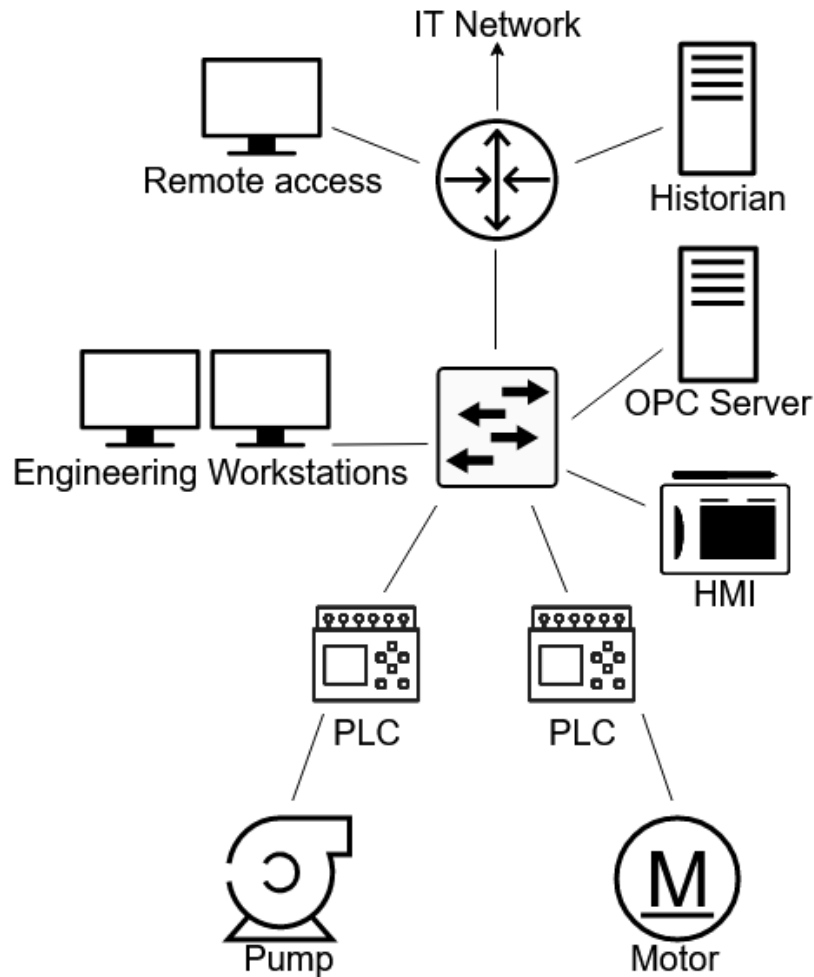 IT Network
Remote access
Historian
OPC Server
Engineering Workstations
HMI
PLC
PLC
M
Pump
Motor